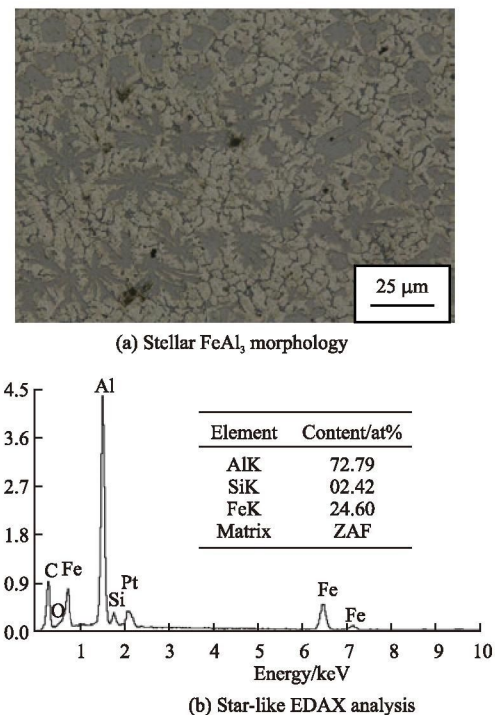 25 μm
(a) Stellar FeAl₃ morphology
4.5
3.6
2.7
1.8
0.9
0.0
Al
C
O
Fe
Si
Pt
Fe
Fe
Element Content/at%
AlK 72.79
SiK 02.42
FeK 24.60
Matrix ZAF
1 2 3 4 5 6 7 8 9 10
Energy/keV
(b) Star-like EDAX analysis